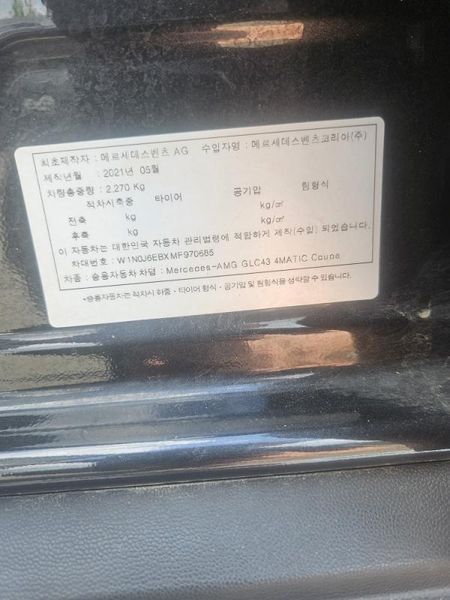 최초제작자 : 메르세데스벤츠 AG 수입자명 : 메르세데스벤츠코리아(주)
제작년월 : 2021년 05월
차량총중량 : 2,270 Kg
적차시축중 타이어 공기압 림형식
전축 kg kg/㎠
후축 kg kg/㎠
이 자동차는 대한민국 자동차 관리법령에 적합하게 제작(수입) 되었습니다.
차대번호 : W1N0J6EBXMF970685
차종 : 승용자동차 차명 : Mercedes-AMG GLC43 4MATIC Coupe
*승용자동차는 적차시 하중·타이어 형식·공기압 및 림형식을 생략할 수 있습니다.